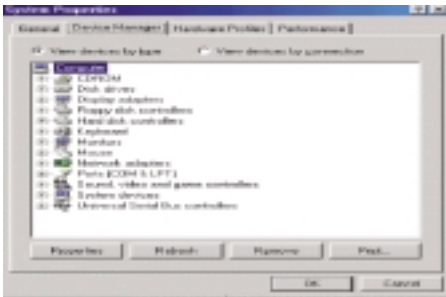 System Properties
General Device Manager Hardware Profiles Performance
View devices by type View devices by connection
Computer
CDROM
Disk drives
Display adapters
Floppy disk controllers
Hard disk controllers
Keyboard
Monitors
Mouse
Network adapters
Ports (COM & LPT)
Sound, video and game controllers
System devices
Universal Serial Bus controllers
Properties Refresh Remove Print...
OK Cancel